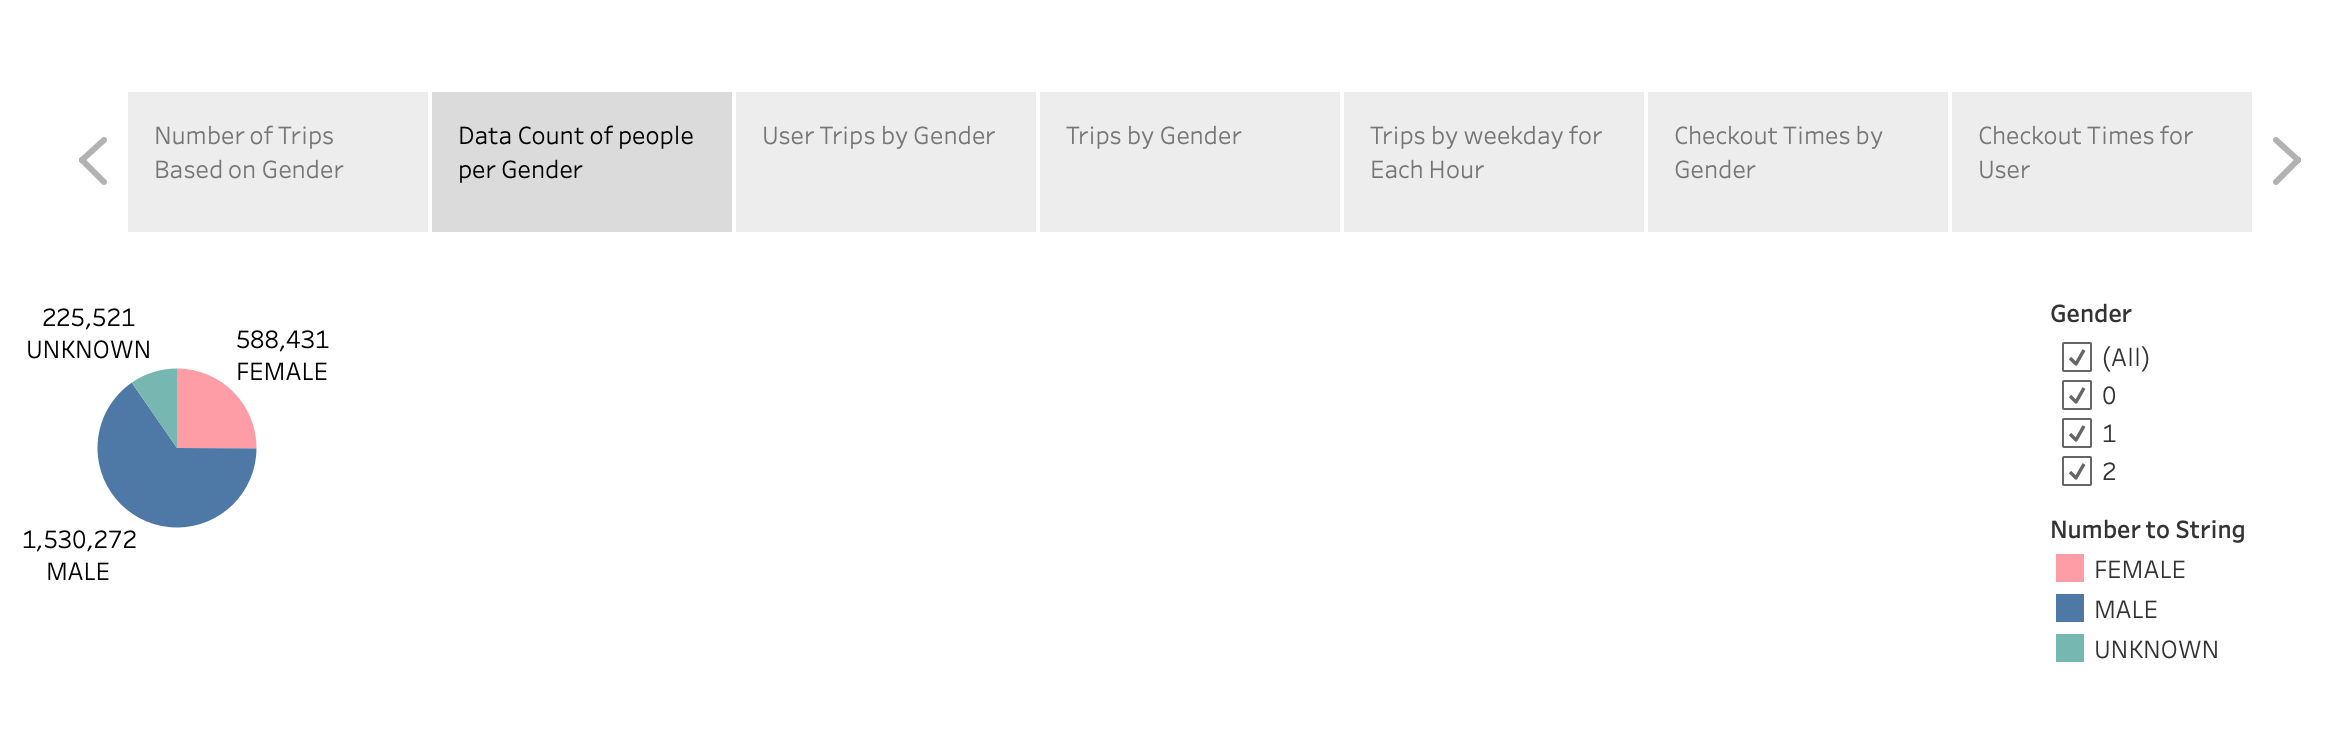 Number of Trips
Based on Gender
Data Count of people
per Gender
User Trips by Gender
Trips by Gender
Trips by weekday for
Each Hour
Checkout Times by
Gender
Checkout Times for
User
225,521
UNKNOWN
588,431
FEMALE
1,530,272
MALE
Gender
(All)
0
1
2
Number to String
FEMALE
MALE
UNKNOWN